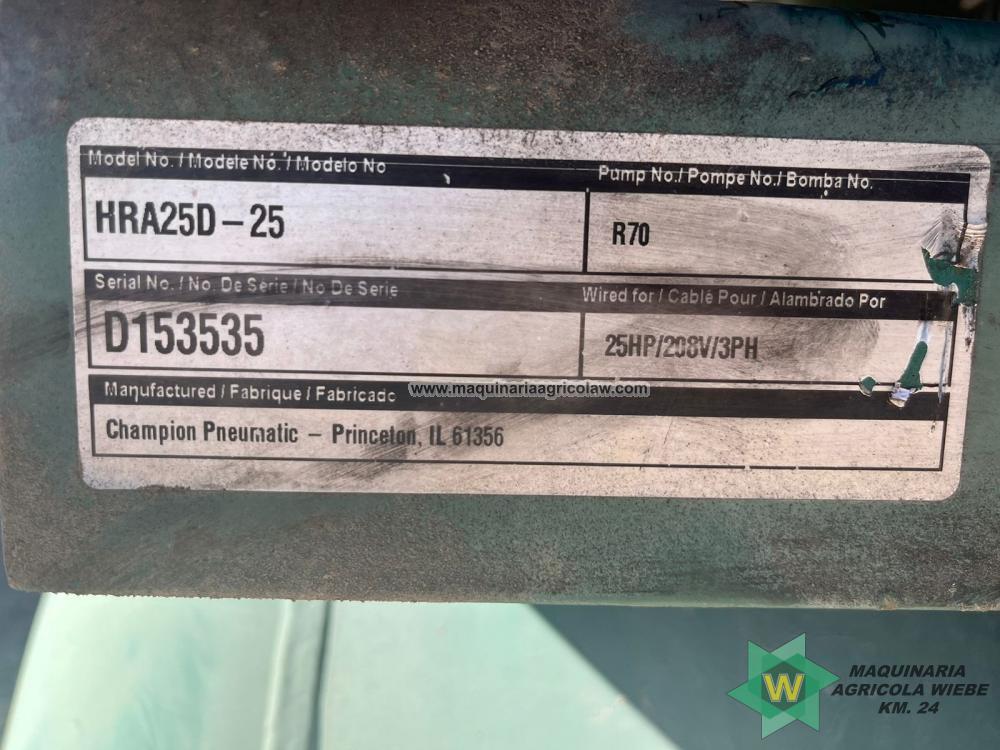 Model No. / Modele No. / Modelo No
Pump No./ Pompe No./ Bomba No.
HRA25D – 25
R70
Serial No. / No. De Serie / No De Serie
Wired for / Cablé Pour / Alambrado Por
D153535
25HP/208V/3PH
Manufactured / Fabrique / Fabricado
www.maquinariaagricolaw.com
Champion Pneumatic – Princeton, IL 61356
W
MAQUINARIA
AGRICOLA WIEBE
KM. 24